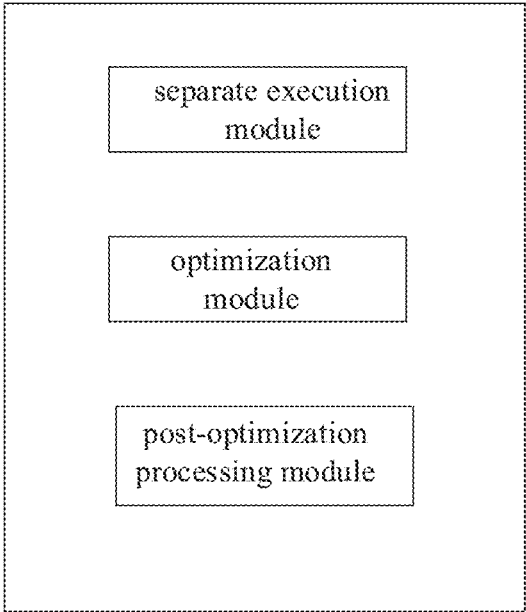 separate execution
module
optimization
module
post-optimization
processing module